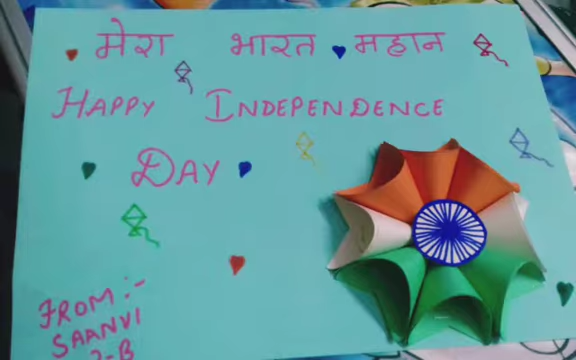 मेरा भारत महान
HAPPY INDEPENDENCE
DAY
FROM:-
SAANVI